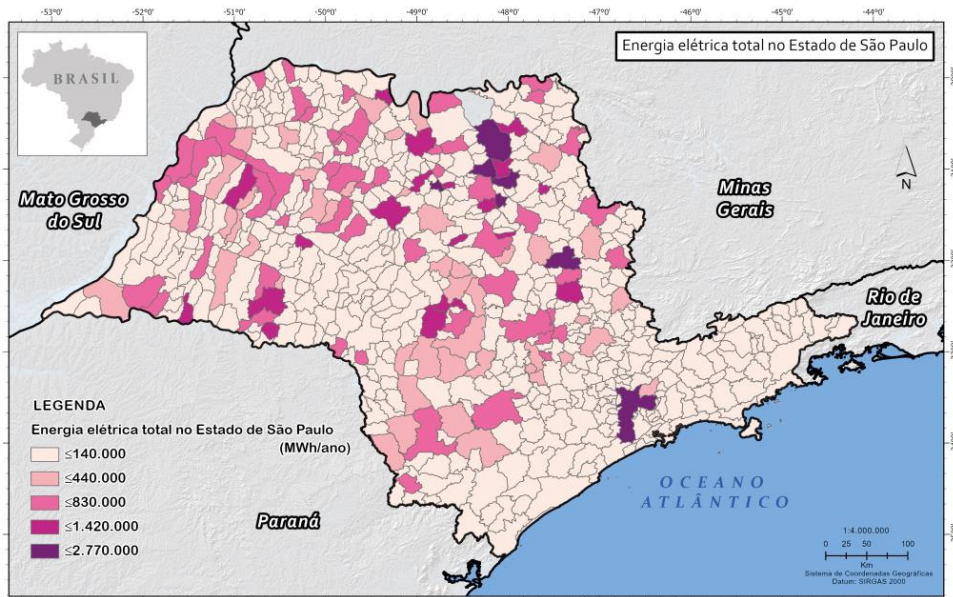 -53°0' -52°0' -51°0' -50°0' -49°0' -48°0' -47°0' -46°0' -45°0' -44°0'
Energia elétrica total no Estado de São Paulo
BRASIL
Mato Grosso
do Sul
Minas
Gerais
N
Rio de
Janeiro
LEGENDA
Energia elétrica total no Estado de São Paulo
(MWh/ano)
≤140.000
≤440.000
≤830.000
≤1.420.000
≤2.770.000
Paraná
OCEANO
ATLÂNTICO
1:4.000.000
0 25 50 100
Km
Sistema de Coordenadas Geográficas
Datum: SIRGAS 2000